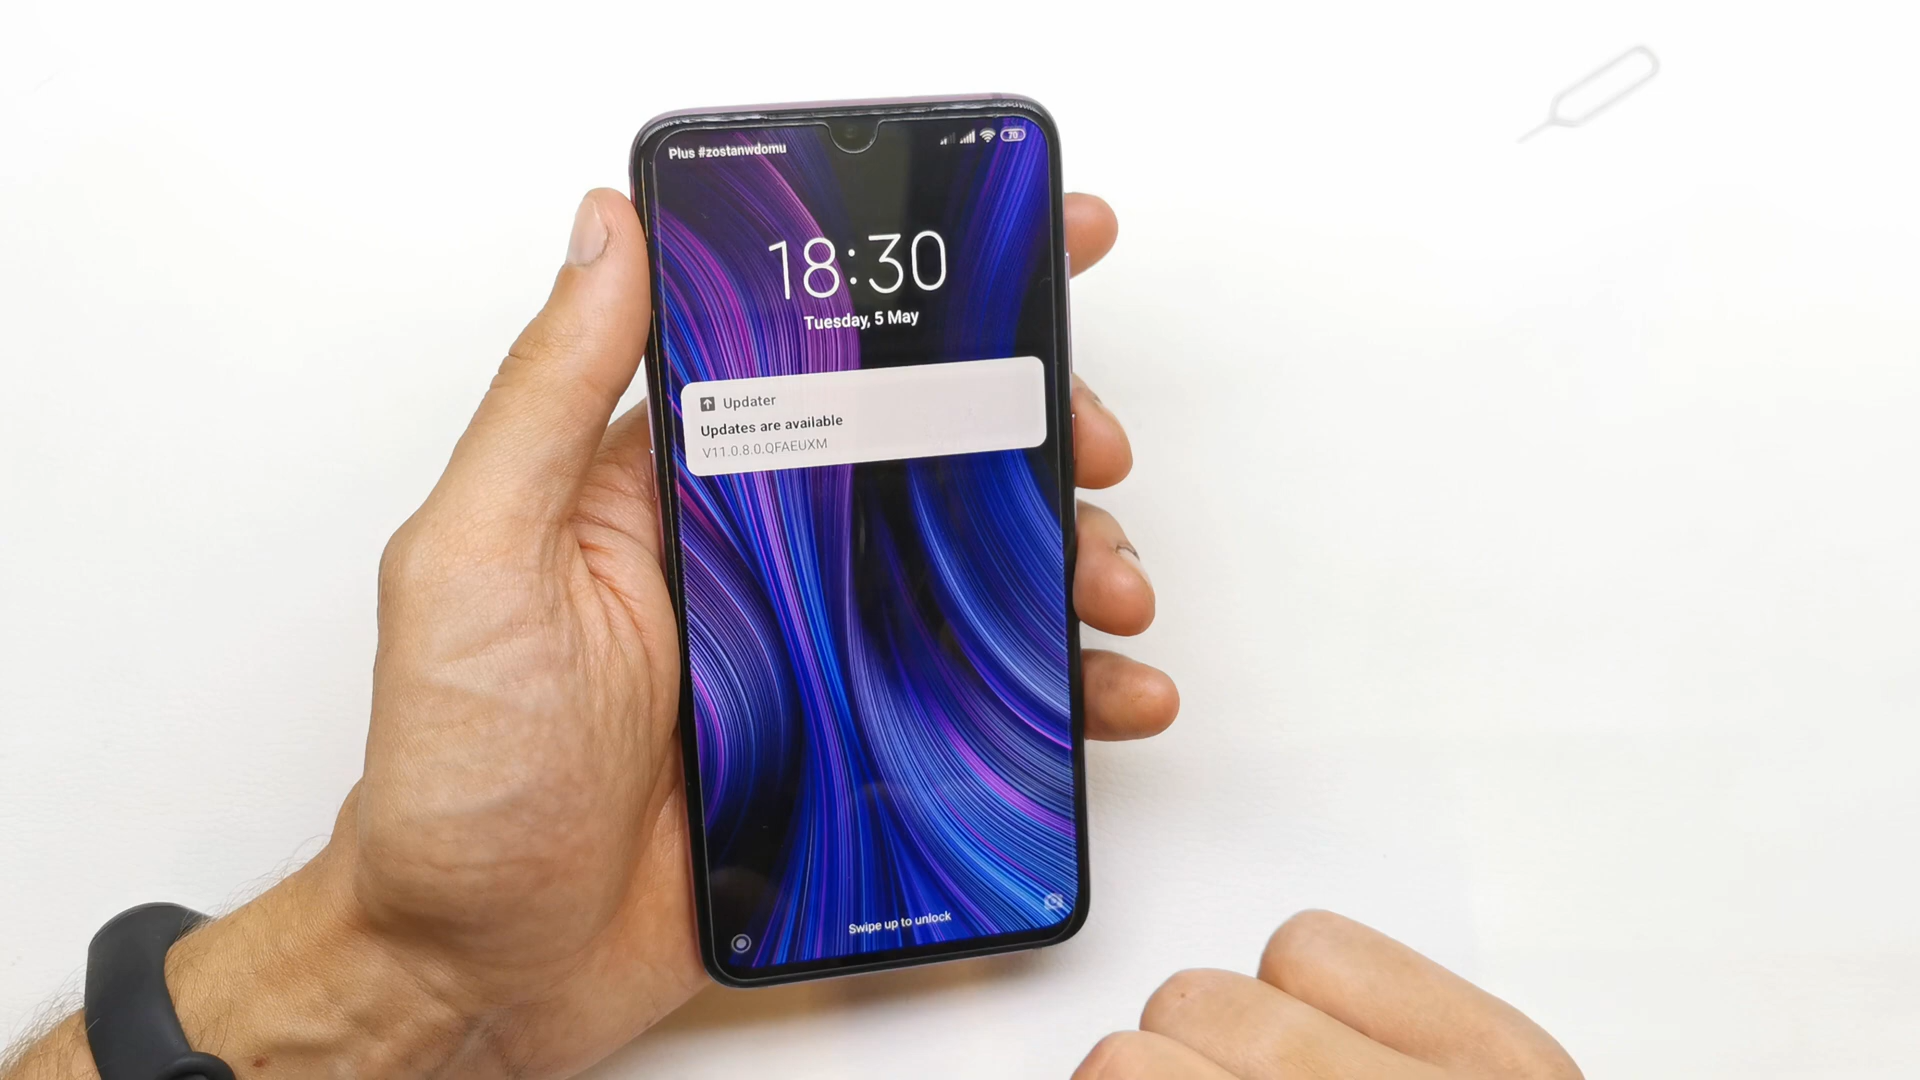 Plus #zostanwdomu
70
18:30
Tuesday, 5 May
Updater
Updates are available
V11.0.8.0.QFAEUXM
Swipe up to unlock